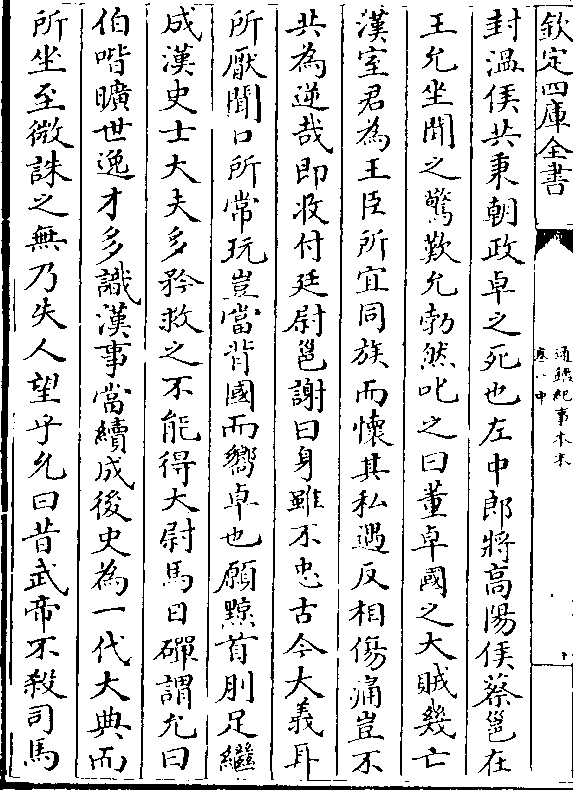 欽定四庫全書
通鑑紀事本末
卷八中
封溫侯共秉朝政卓之死也左中郎將高陽侯蔡邕在
王允坐聞之驚歎允勃然叱之曰董卓國之大賊幾亡
漢室君為王臣所宜同族而懷其私遇反相傷痛豈不
共為逆哉即收付廷尉邕謝曰身雖不忠古今大義耳
所厭聞口所常玩豈當背國而嚮卓也願黥首刖足繼
成漢史士大夫多矜救之不能得大尉馬日磾謂允曰
伯喈曠世逸才多識漢事當續成後史為一代大典而
所坐至微誅之無乃失人望乎允曰昔武帝不殺司馬